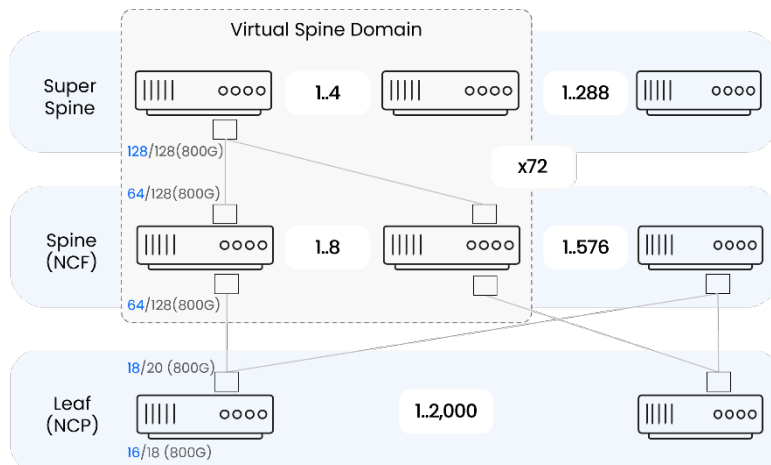 Virtual Spine Domain
Super
Spine
1..4
1..288
128/128(800G)
x72
64/128(800G)
Spine
(NCF)
1..8
1..576
64/128(800G)
18/20 (800G)
Leaf
(NCP)
1..2,000
16/18 (800G)